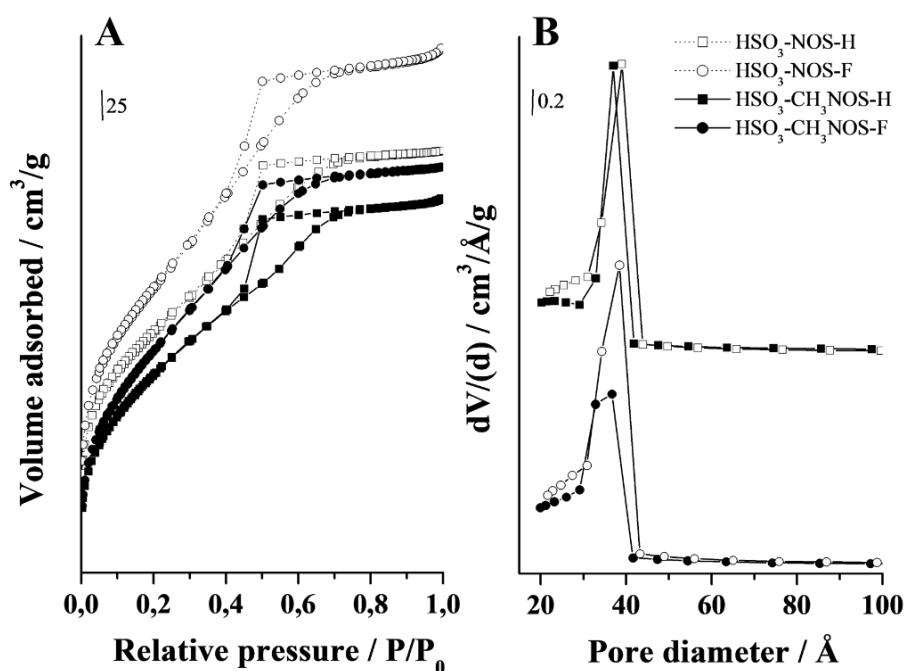 A
25
Volume adsorbed / cm³/g
0,0 0,2 0,4 0,6 0,8 1,0
Relative pressure / P/P₀
B
0.2
HSO₃-NOS-H
HSO₃-NOS-F
HSO₃-CH₃NOS-H
HSO₃-CH₃NOS-F
dV/(d) / cm³/Å/g
20 40 60 80 100
Pore diameter / Å